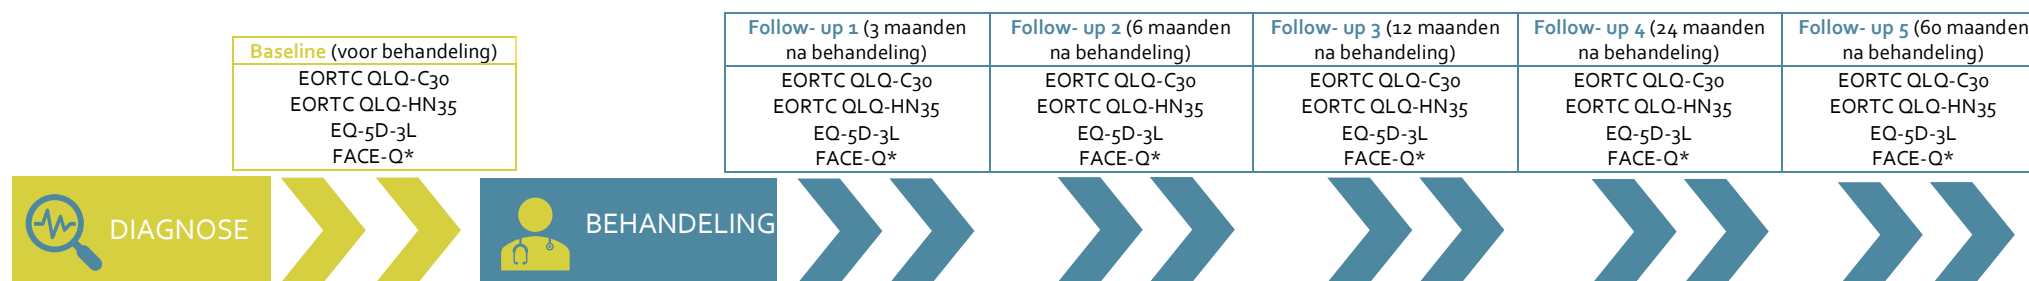 Baseline (voor behandeling)
EORTC QLQ-C30
EORTC QLQ-HN35
EQ-5D-3L
FACE-Q*
Follow- up 1 (3 maanden
na behandeling)
EORTC QLQ-C30
EORTC QLQ-HN35
EQ-5D-3L
FACE-Q*
Follow- up 2 (6 maanden
na behandeling)
EORTC QLQ-C30
EORTC QLQ-HN35
EQ-5D-3L
FACE-Q*
Follow- up 3 (12 maanden
na behandeling)
EORTC QLQ-C30
EORTC QLQ-HN35
EQ-5D-3L
FACE-Q*
Follow- up 4 (24 maanden
na behandeling)
EORTC QLQ-C30
EORTC QLQ-HN35
EQ-5D-3L
FACE-Q*
Follow- up 5 (60 maanden
na behandeling)
EORTC QLQ-C30
EORTC QLQ-HN35
EQ-5D-3L
FACE-Q*
DIAGNOSE
BEHANDELING